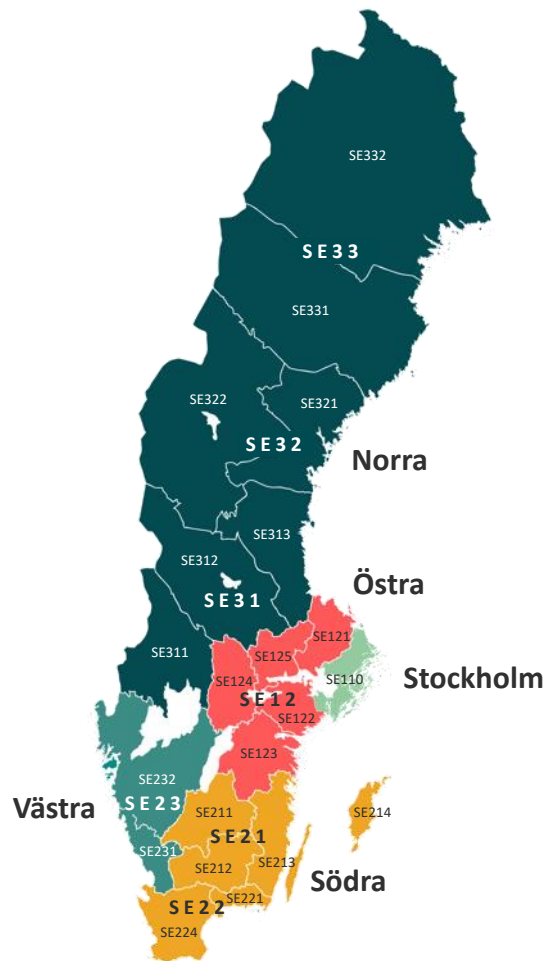 SE332
SE33
SE331
SE322
SE321
SE32
Norra
SE313
SE312
SE31
Östra
SE121
SE311
SE125
SE124
SE110
Stockholm
SE12
SE122
SE123
SE232
Västra
SE23
SE211
SE214
SE21
SE231
SE212
SE213
Södra
SE221
SE22
SE224